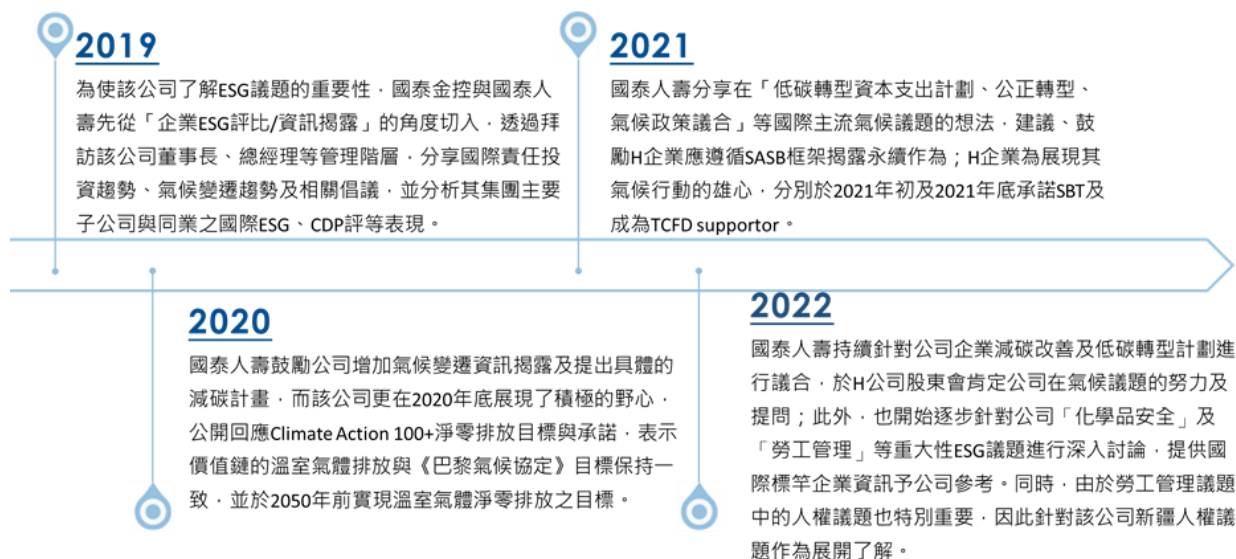 2019
為使該公司了解ESG議題的重要性，國泰金控與國泰人
壽先從「企業ESG評比/資訊揭露」的角度切入，透過拜
訪該公司董事長、總經理等管理階層，分享國際責任投
資趨勢、氣候變遷趨勢及相關倡議，並分析其集團主要
子公司與同業之國際ESG、CDP評等表現。
2021
國泰人壽分享在「低碳轉型資本支出計劃、公正轉型、
氣候政策議合」等國際主流氣候議題的想法，建議、鼓
勵H企業應遵循SASB框架揭露永續作為；H企業為展現其
氣候行動的雄心，分別於2021年初及2021年底承諾SBT及
成為TCFD supportor。
2020
國泰人壽鼓勵公司增加氣候變遷資訊揭露及提出具體的
減碳計畫，而該公司更在2020年底展現了積極的野心，
公開回應Climate Action 100+淨零排放目標與承諾，表示
價值鏈的溫室氣體排放與《巴黎氣候協定》目標保持一
致，並於2050年前實現溫室氣體淨零排放之目標。
2022
國泰人壽持續針對公司企業減碳改善及低碳轉型計劃進
行議合，於H公司股東會肯定公司在氣候議題的努力及
提問；此外，也開始逐步針對公司「化學品安全」及
「勞工管理」等重大性ESG議題進行深入討論，提供國
際標竿企業資訊予公司參考。同時，由於勞工管理議題
中的人權議題也特別重要，因此針對該公司新疆人權議
題作為展開了解。